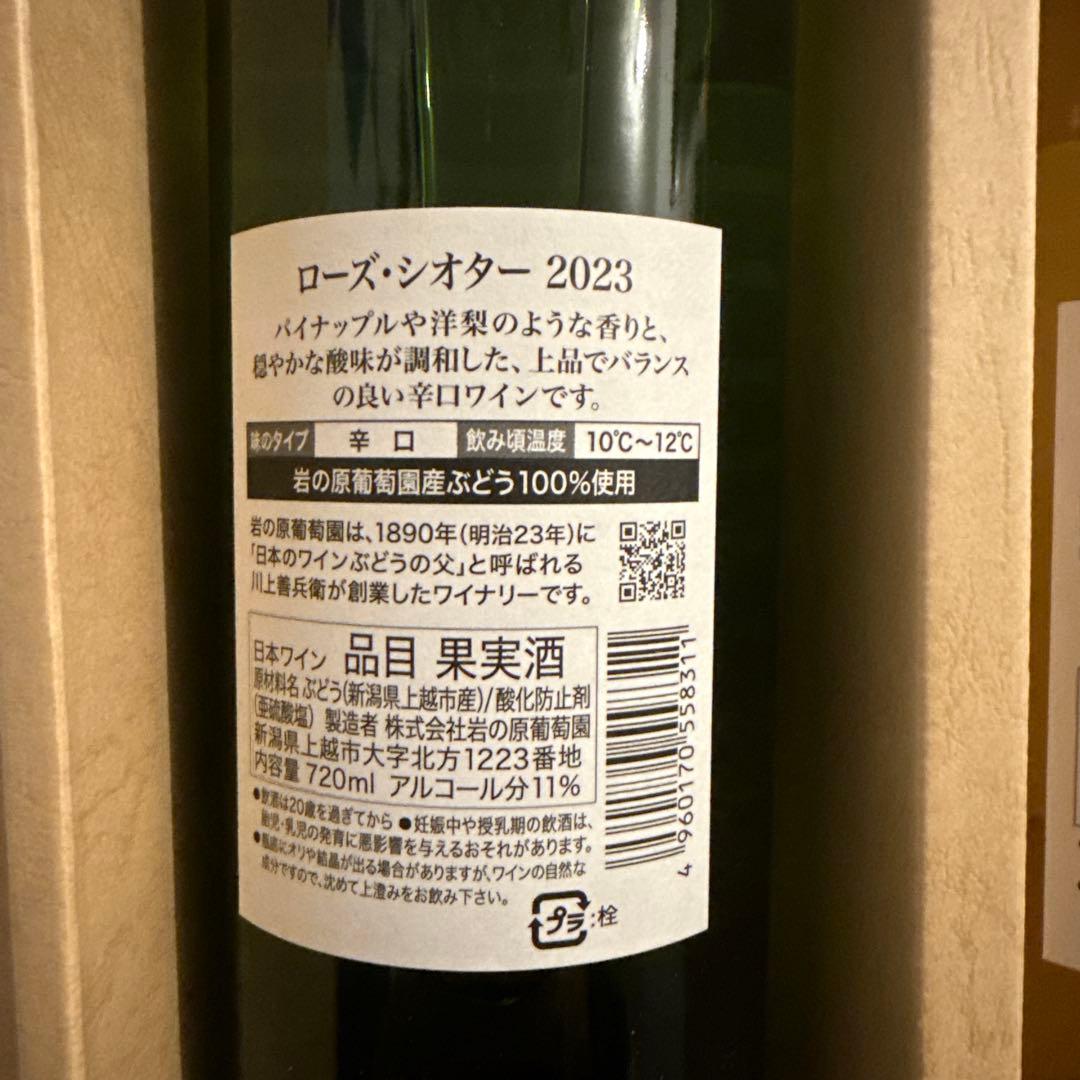 ローズ・シオター 2023
パイナップルや洋梨のような香りと、
穏やかな酸味が調和した、上品でバランス
の良い辛口ワインです。
味のタイプ 辛口 飲み頃温度 10℃～12℃
岩の原葡萄園産ぶどう100%使用
岩の原葡萄園は、1890年(明治23年)に
「日本のワインぶどうの父」と呼ばれる
川上善兵衛が創業したワイナリーです。
日本ワイン 品目 果実酒
原材料名 ぶどう(新潟県上越市産)/酸化防止剤
(亜硫酸塩) 製造者 株式会社岩の原葡萄園
新潟県上越市大字北方1223番地
内容量 720ml アルコール分11%
●飲酒は20歳を過ぎてから ●妊娠中や授乳期の飲酒は、
胎児・乳児の発育に悪影響を与えるおそれがあります。
●瓶底にオリや結晶が出る場合がありますが、ワインの自然な
成分ですので、沈めて上澄みをお飲み下さい。
プラ:栓
4 960170 558311